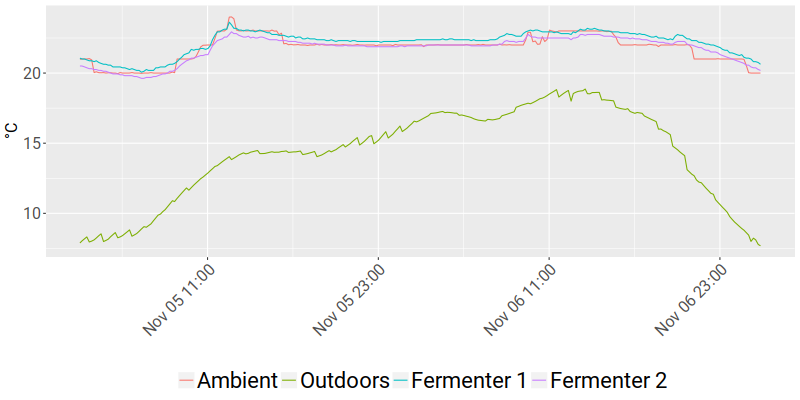 °C
20
15
10
Nov 05 11:00
Nov 05 23:00
Nov 06 11:00
Nov 06 23:00
Ambient Outdoors Fermenter 1 Fermenter 2